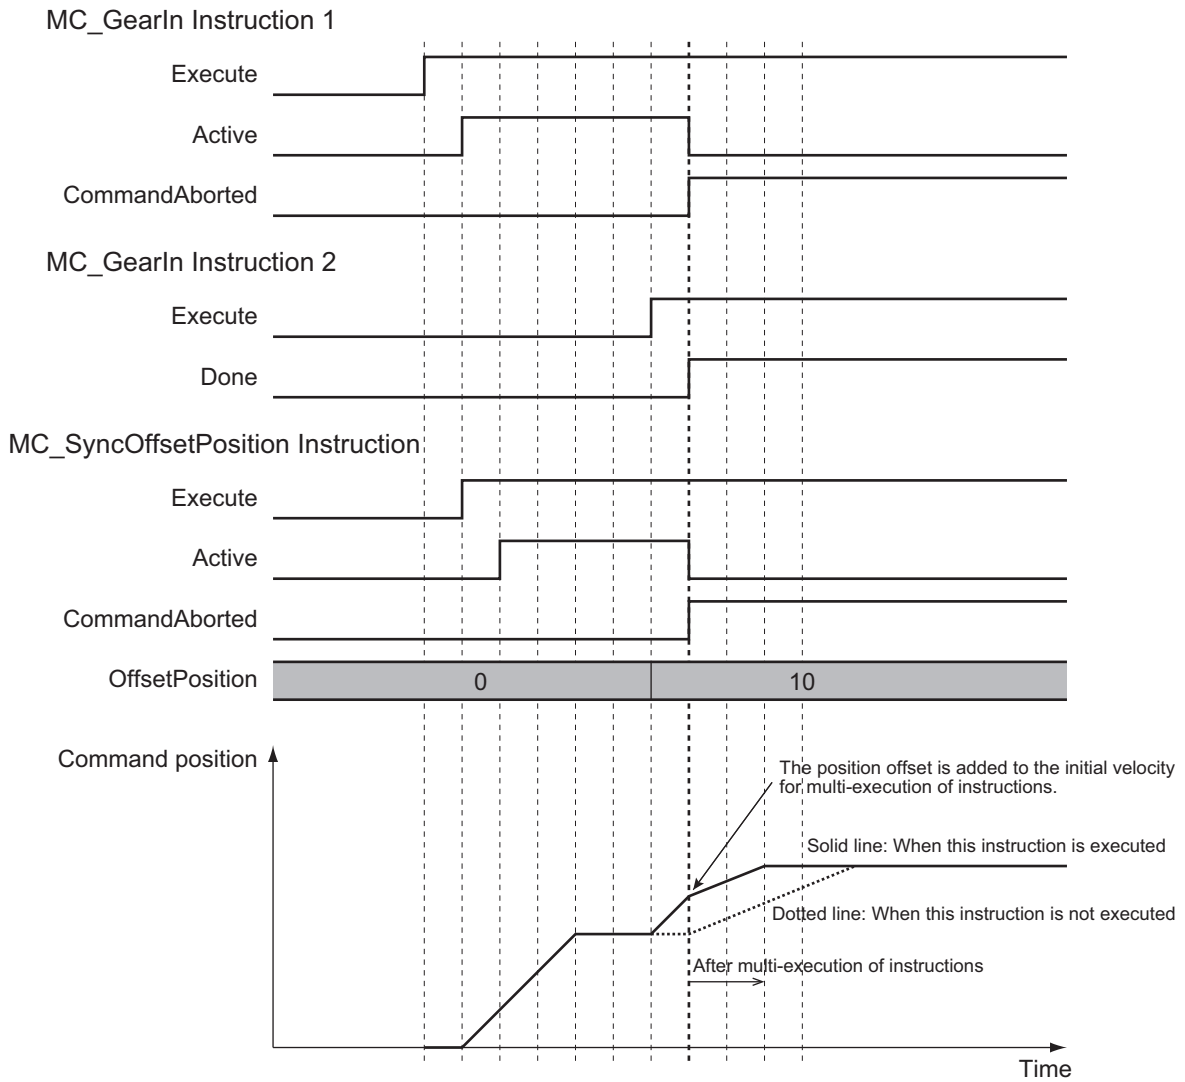 MC_GearIn Instruction 1
Execute
Active
CommandAborted
MC_GearIn Instruction 2
Execute
Done
MC_SyncOffsetPosition Instruction
Execute
Active
CommandAborted
OffsetPosition 0 10
Command position
The position offset is added to the initial velocity
for multi-execution of instructions.
Solid line: When this instruction is executed
Dotted line: When this instruction is not executed
After multi-execution of instructions
Time